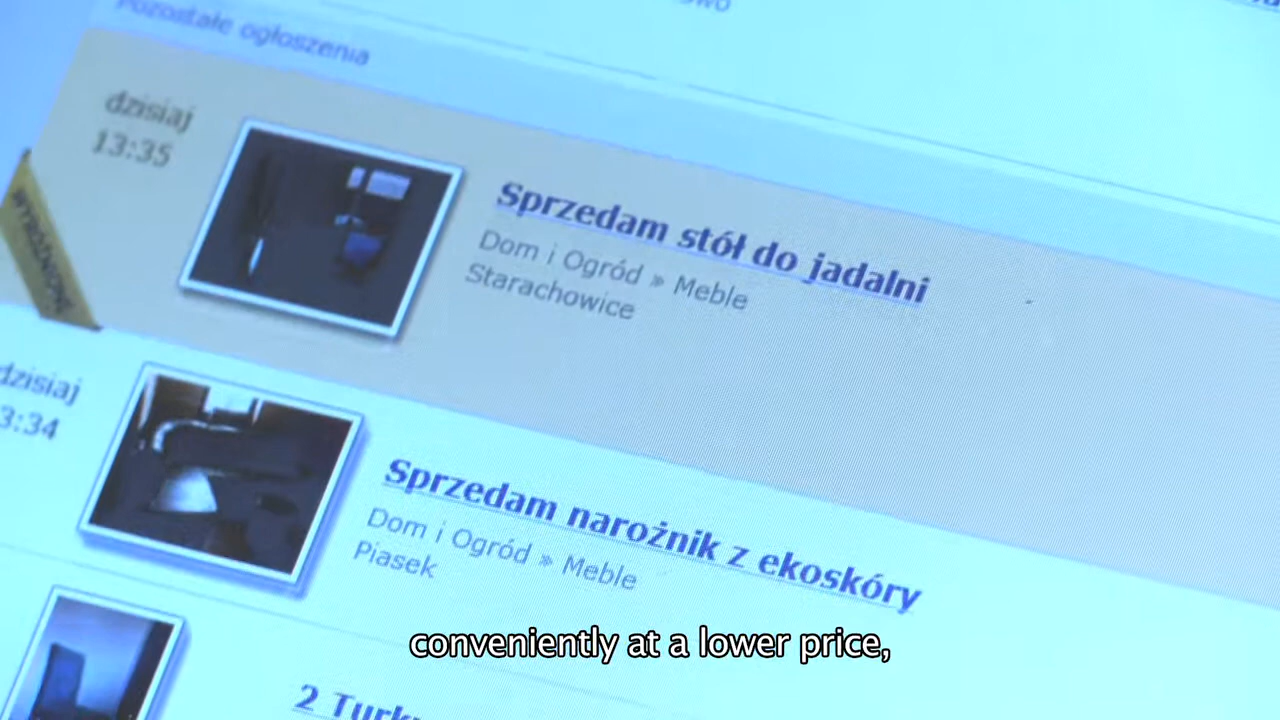 Pozostałe ogłoszenia
dzisiaj
13:35
Sprzedam stół do jadalni
Dom i Ogród » Meble
Starachowice
dzisiaj
3:34
Sprzedam narożnik z ekoskóry
Dom i Ogród » Meble
Piasek
conveniently at a lower price,
2